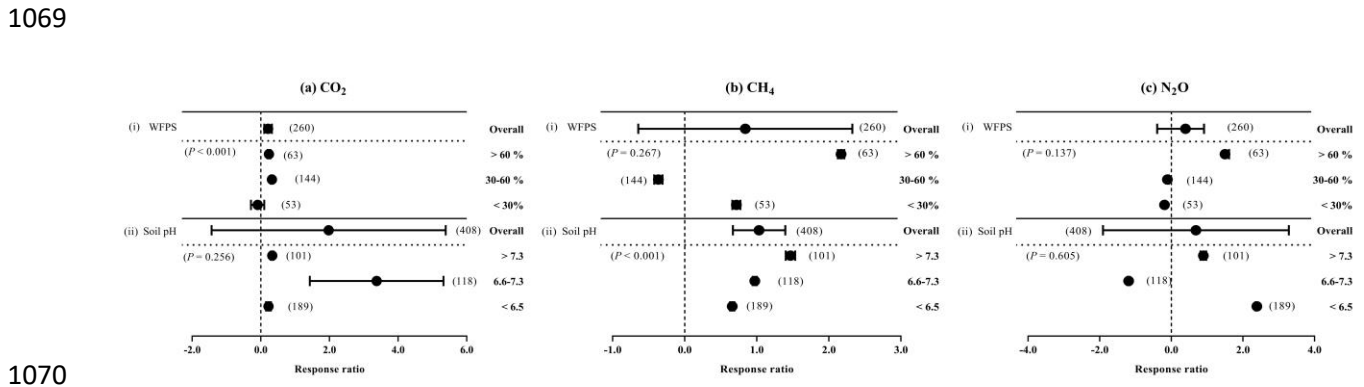 1069
(a) CO2
(i) WFPS (260) Overall
(P < 0.001) (63) > 60 %
(144) 30-60 %
(53) < 30%
(ii) Soil pH (408) Overall
(P = 0.256) (101) > 7.3
(118) 6.6-7.3
(189) < 6.5
-2.0 0.0 2.0 4.0 6.0
Response ratio
(b) CH4
(i) WFPS (260) Overall
(P = 0.267) (63) > 60 %
(144) 30-60 %
(53) < 30%
(ii) Soil pH (408) Overall
(P < 0.001) (101) > 7.3
(118) 6.6-7.3
(189) < 6.5
-1.0 0.0 1.0 2.0 3.0
Response ratio
(c) N2O
(i) WFPS (260) Overall
(P = 0.137) (63) > 60 %
(144) 30-60 %
(53) < 30%
(ii) Soil pH (408) Overall
(P = 0.605) (101) > 7.3
(118) 6.6-7.3
(189) < 6.5
-4.0 -2.0 0.0 2.0 4.0
Response ratio
1070